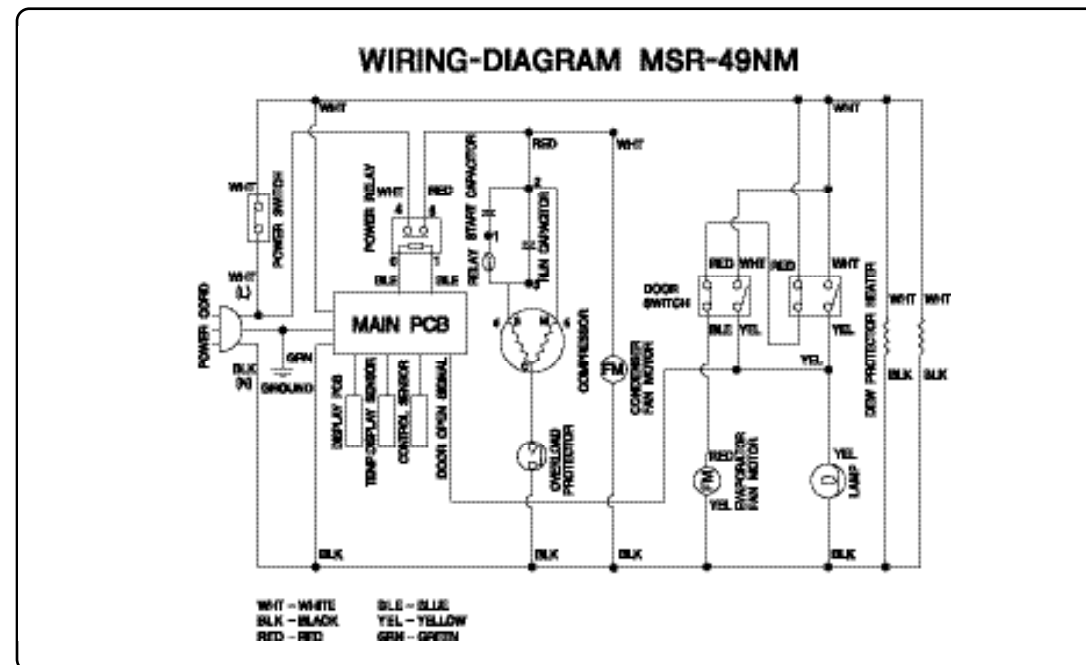 WIRING-DIAGRAM MSR-49NM
WHT
WHT
RED
WHT
WHT
POWER SWITCH
POWER RELAY
WHT
RED
4
RELAY START CAPACITOR
2
1
RUN CAPACITOR
6
1
BLE
BLE
WHT
(L)
POWER CORD
BLK
(N)
GRN
GROUND
MAIN PCB
DISPLAY PCB
TEMP DISPLAY SENSOR
CONTROL SENSOR
DOOR OPEN SIGNAL
C
COMPRESSOR
OVERLOAD
PROTECTOR
FM
CONDENSER
FAN MOTOR
RED
WHT
RED
WHT
DOOR
SWITCH
BLE
YEL
YEL
YEL
RED
FM
YEL
EVAPORATOR
FAN MOTOR
YEL
LAMP
DEW PROTECTOR HEATER
WHT
WHT
BLK
BLK
BLK
BLK
BLK
BLK
WHT - WHITE
BLK - BLACK
RED - RED
BLE - BLUE
YEL - YELLOW
GRN - GREEN